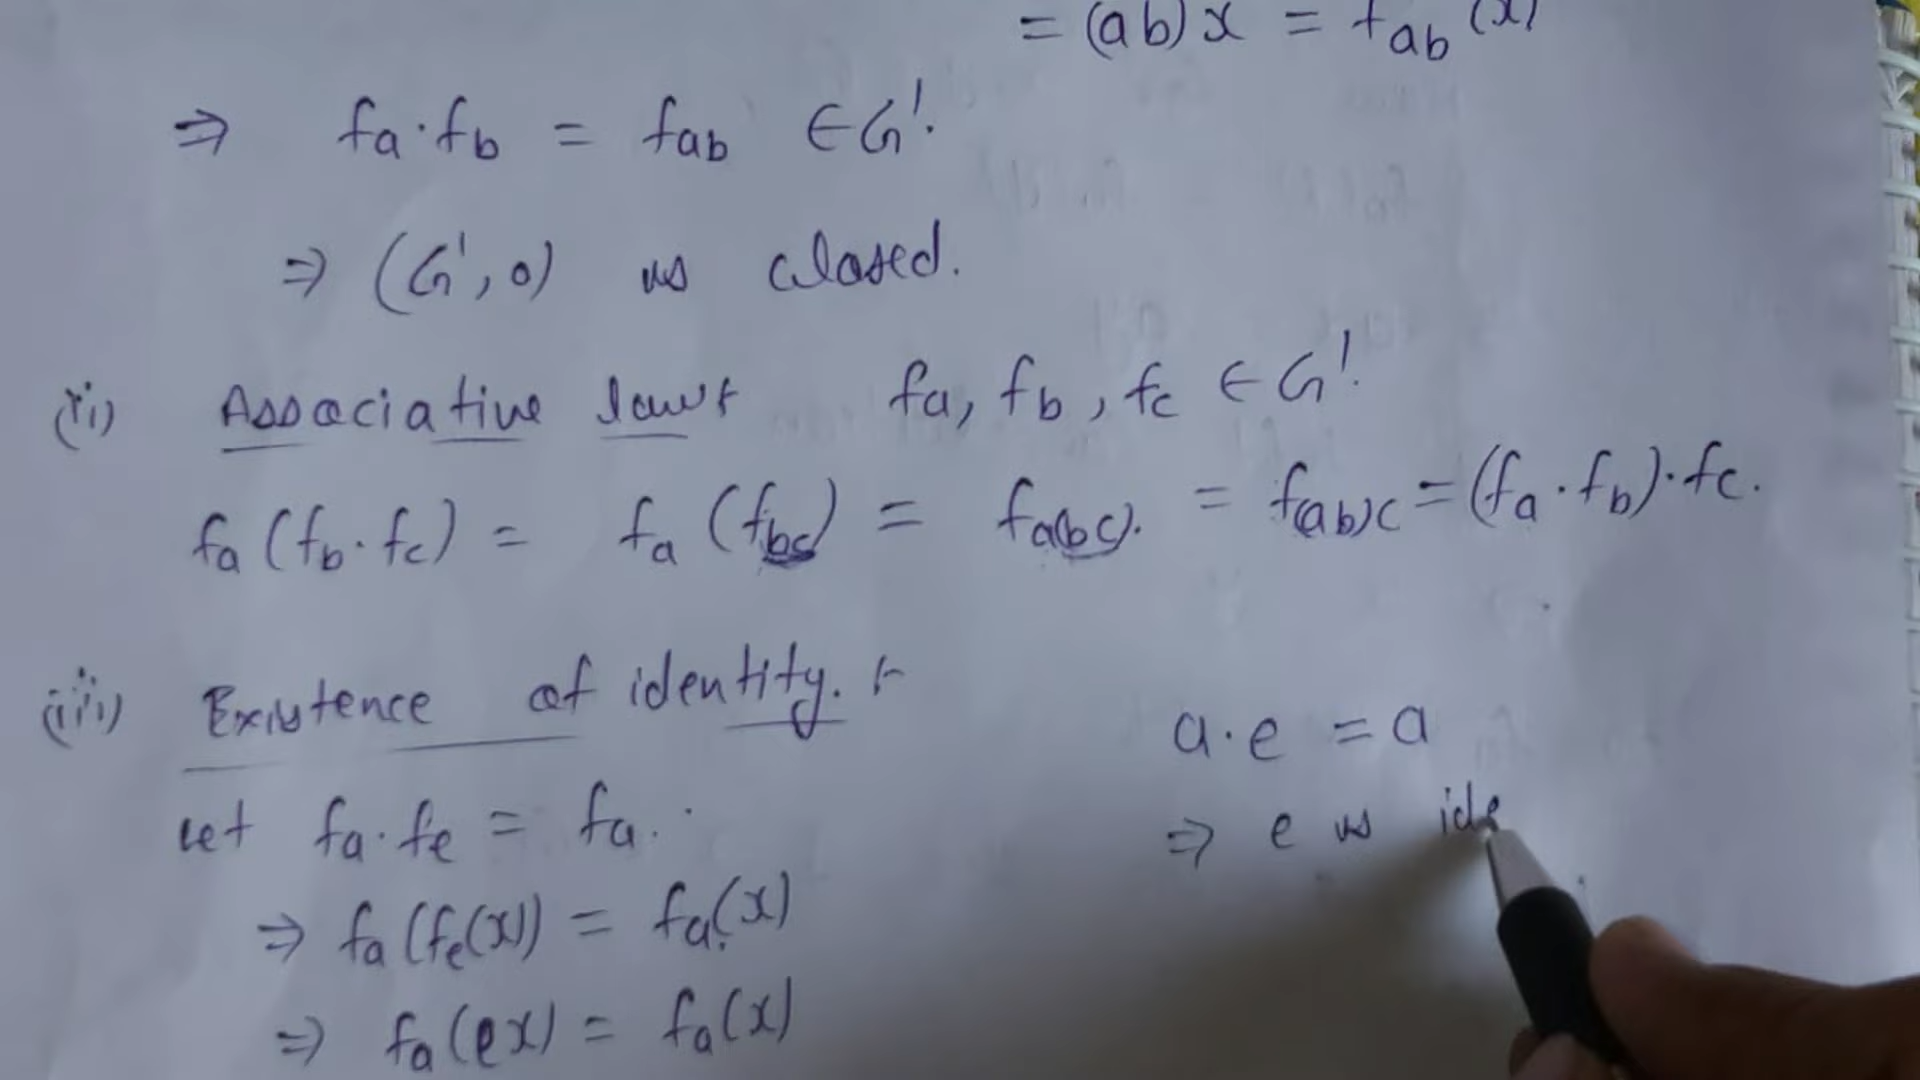 = (ab)x = fab (x)
⇒ fa·fb = fab ∈ G'.
⇒ (G', o) is closed.
(ii) Associative law:- fa, fb, fc ∈ G'.
fa (fb·fc) = fa (fbc) = fa(bc). = f(ab)c = (fa·fb)·fc.
(iii) Existence of identity. :-
let fa·fe = fa.
⇒ fa(fe(x)) = fa(x)
⇒ fa(ex) = fa(x)
a·e = a
⇒ e is ide